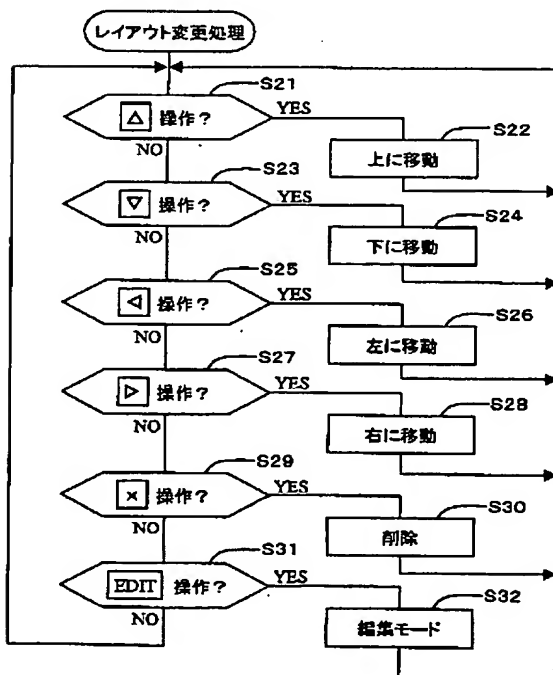 レイアウト変更処理
S21
△ 操作?
YES
NO
S22
上に移動
S23
▽ 操作?
YES
NO
S24
下に移動
S25
◁ 操作?
YES
NO
S26
左に移動
S27
▷ 操作?
YES
NO
S28
右に移動
S29
× 操作?
YES
NO
S30
削除
S31
EDIT 操作?
YES
NO
S32
編集モード